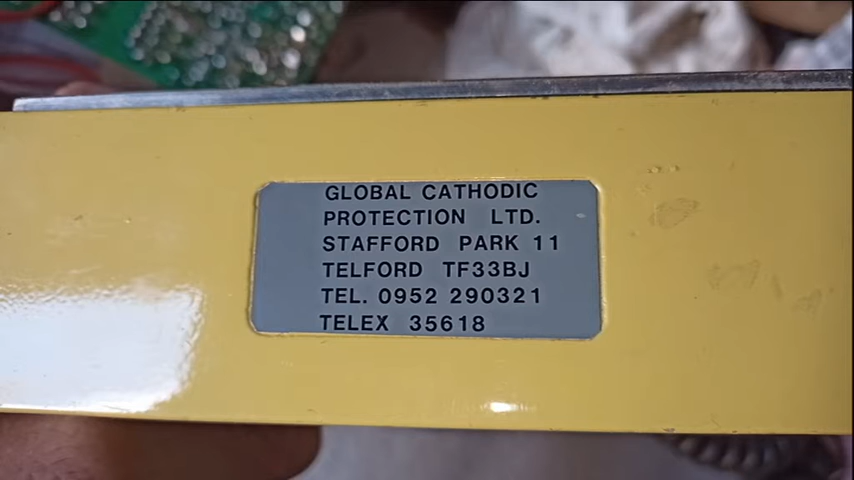 GLOBAL CATHODIC
PROTECTION LTD.
STAFFORD PARK 11
TELFORD TF33BJ
TEL. 0952 290321
TELEX 35618